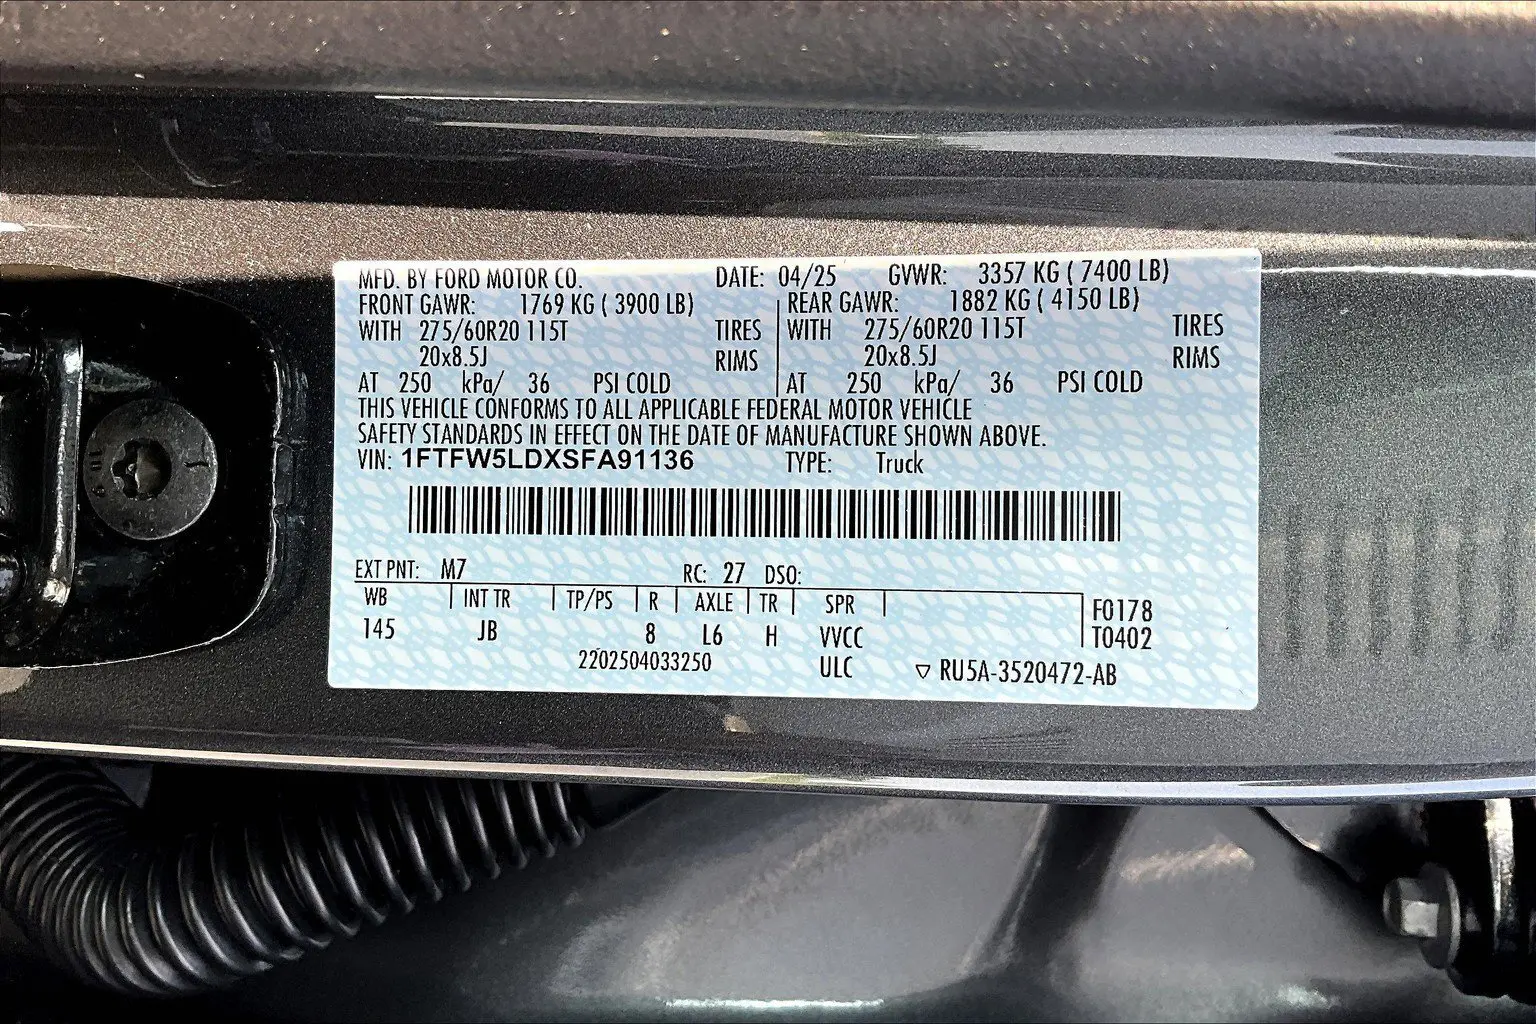 MFD. BY FORD MOTOR CO. DATE: 04/25 GVWR: 3357 KG ( 7400 LB)
FRONT GAWR: 1769 KG ( 3900 LB) REAR GAWR: 1882 KG ( 4150 LB)
WITH 275/60R20 115T TIRES WITH 275/60R20 115T TIRES
20x8.5J RIMS 20x8.5J RIMS
AT 250 kPa/ 36 PSI COLD AT 250 kPa/ 36 PSI COLD
THIS VEHICLE CONFORMS TO ALL APPLICABLE FEDERAL MOTOR VEHICLE
SAFETY STANDARDS IN EFFECT ON THE DATE OF MANUFACTURE SHOWN ABOVE.
VIN: 1FTFW5LDXSFA91136 TYPE: Truck
EXT PNT: M7 RC: 27 DSO:
WB INT TR TP/PS R AXLE TR SPR F0178
145 JB 8 L6 H VVCC T0402
2202504033250 ULC ▽ RU5A-3520472-AB